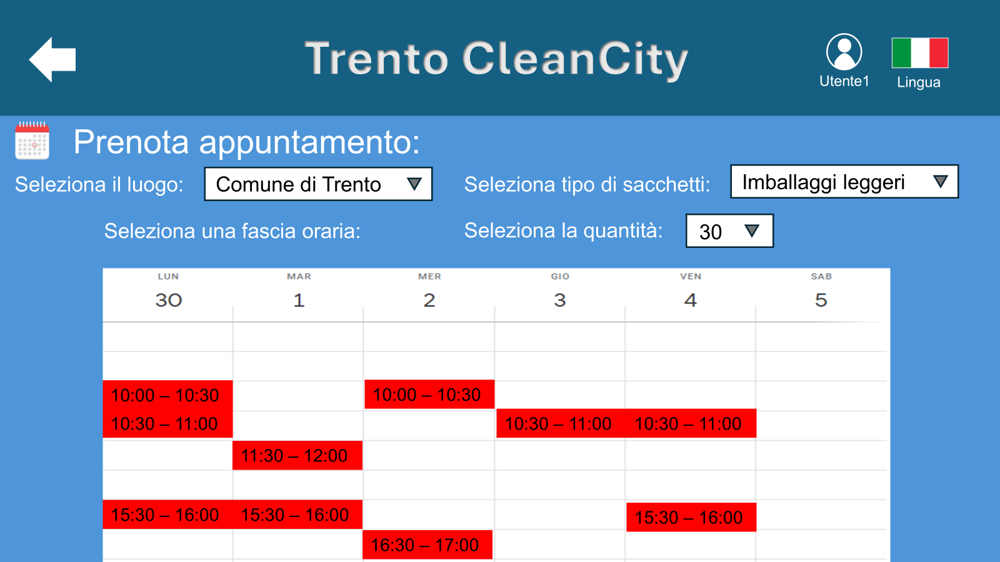 Trento CleanCity
Utente1
Lingua
Prenota appuntamento:
Seleziona il luogo:
Comune di Trento
Seleziona tipo di sacchetti:
Imballaggi leggeri
Seleziona una fascia oraria:
Seleziona la quantità:
30
LUN MAR MER GIO VEN SAB
30 1 2 3 4 5
10:00 – 10:30 10:00 – 10:30
10:30 – 11:00 10:30 – 11:00 10:30 – 11:00
11:30 – 12:00
15:30 – 16:00 15:30 – 16:00 15:30 – 16:00
16:30 – 17:00